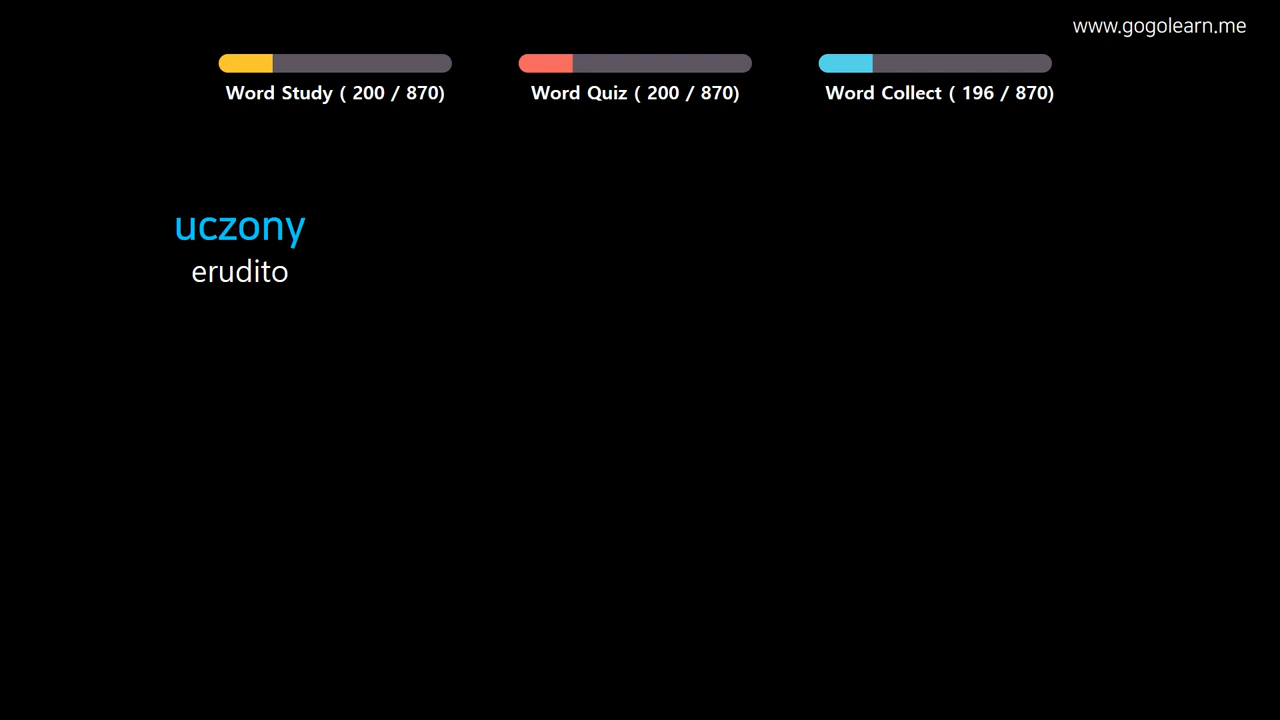 www.gogolearn.me
Word Study ( 200 / 870)
Word Quiz ( 200 / 870)
Word Collect ( 196 / 870)
uczony
erudito